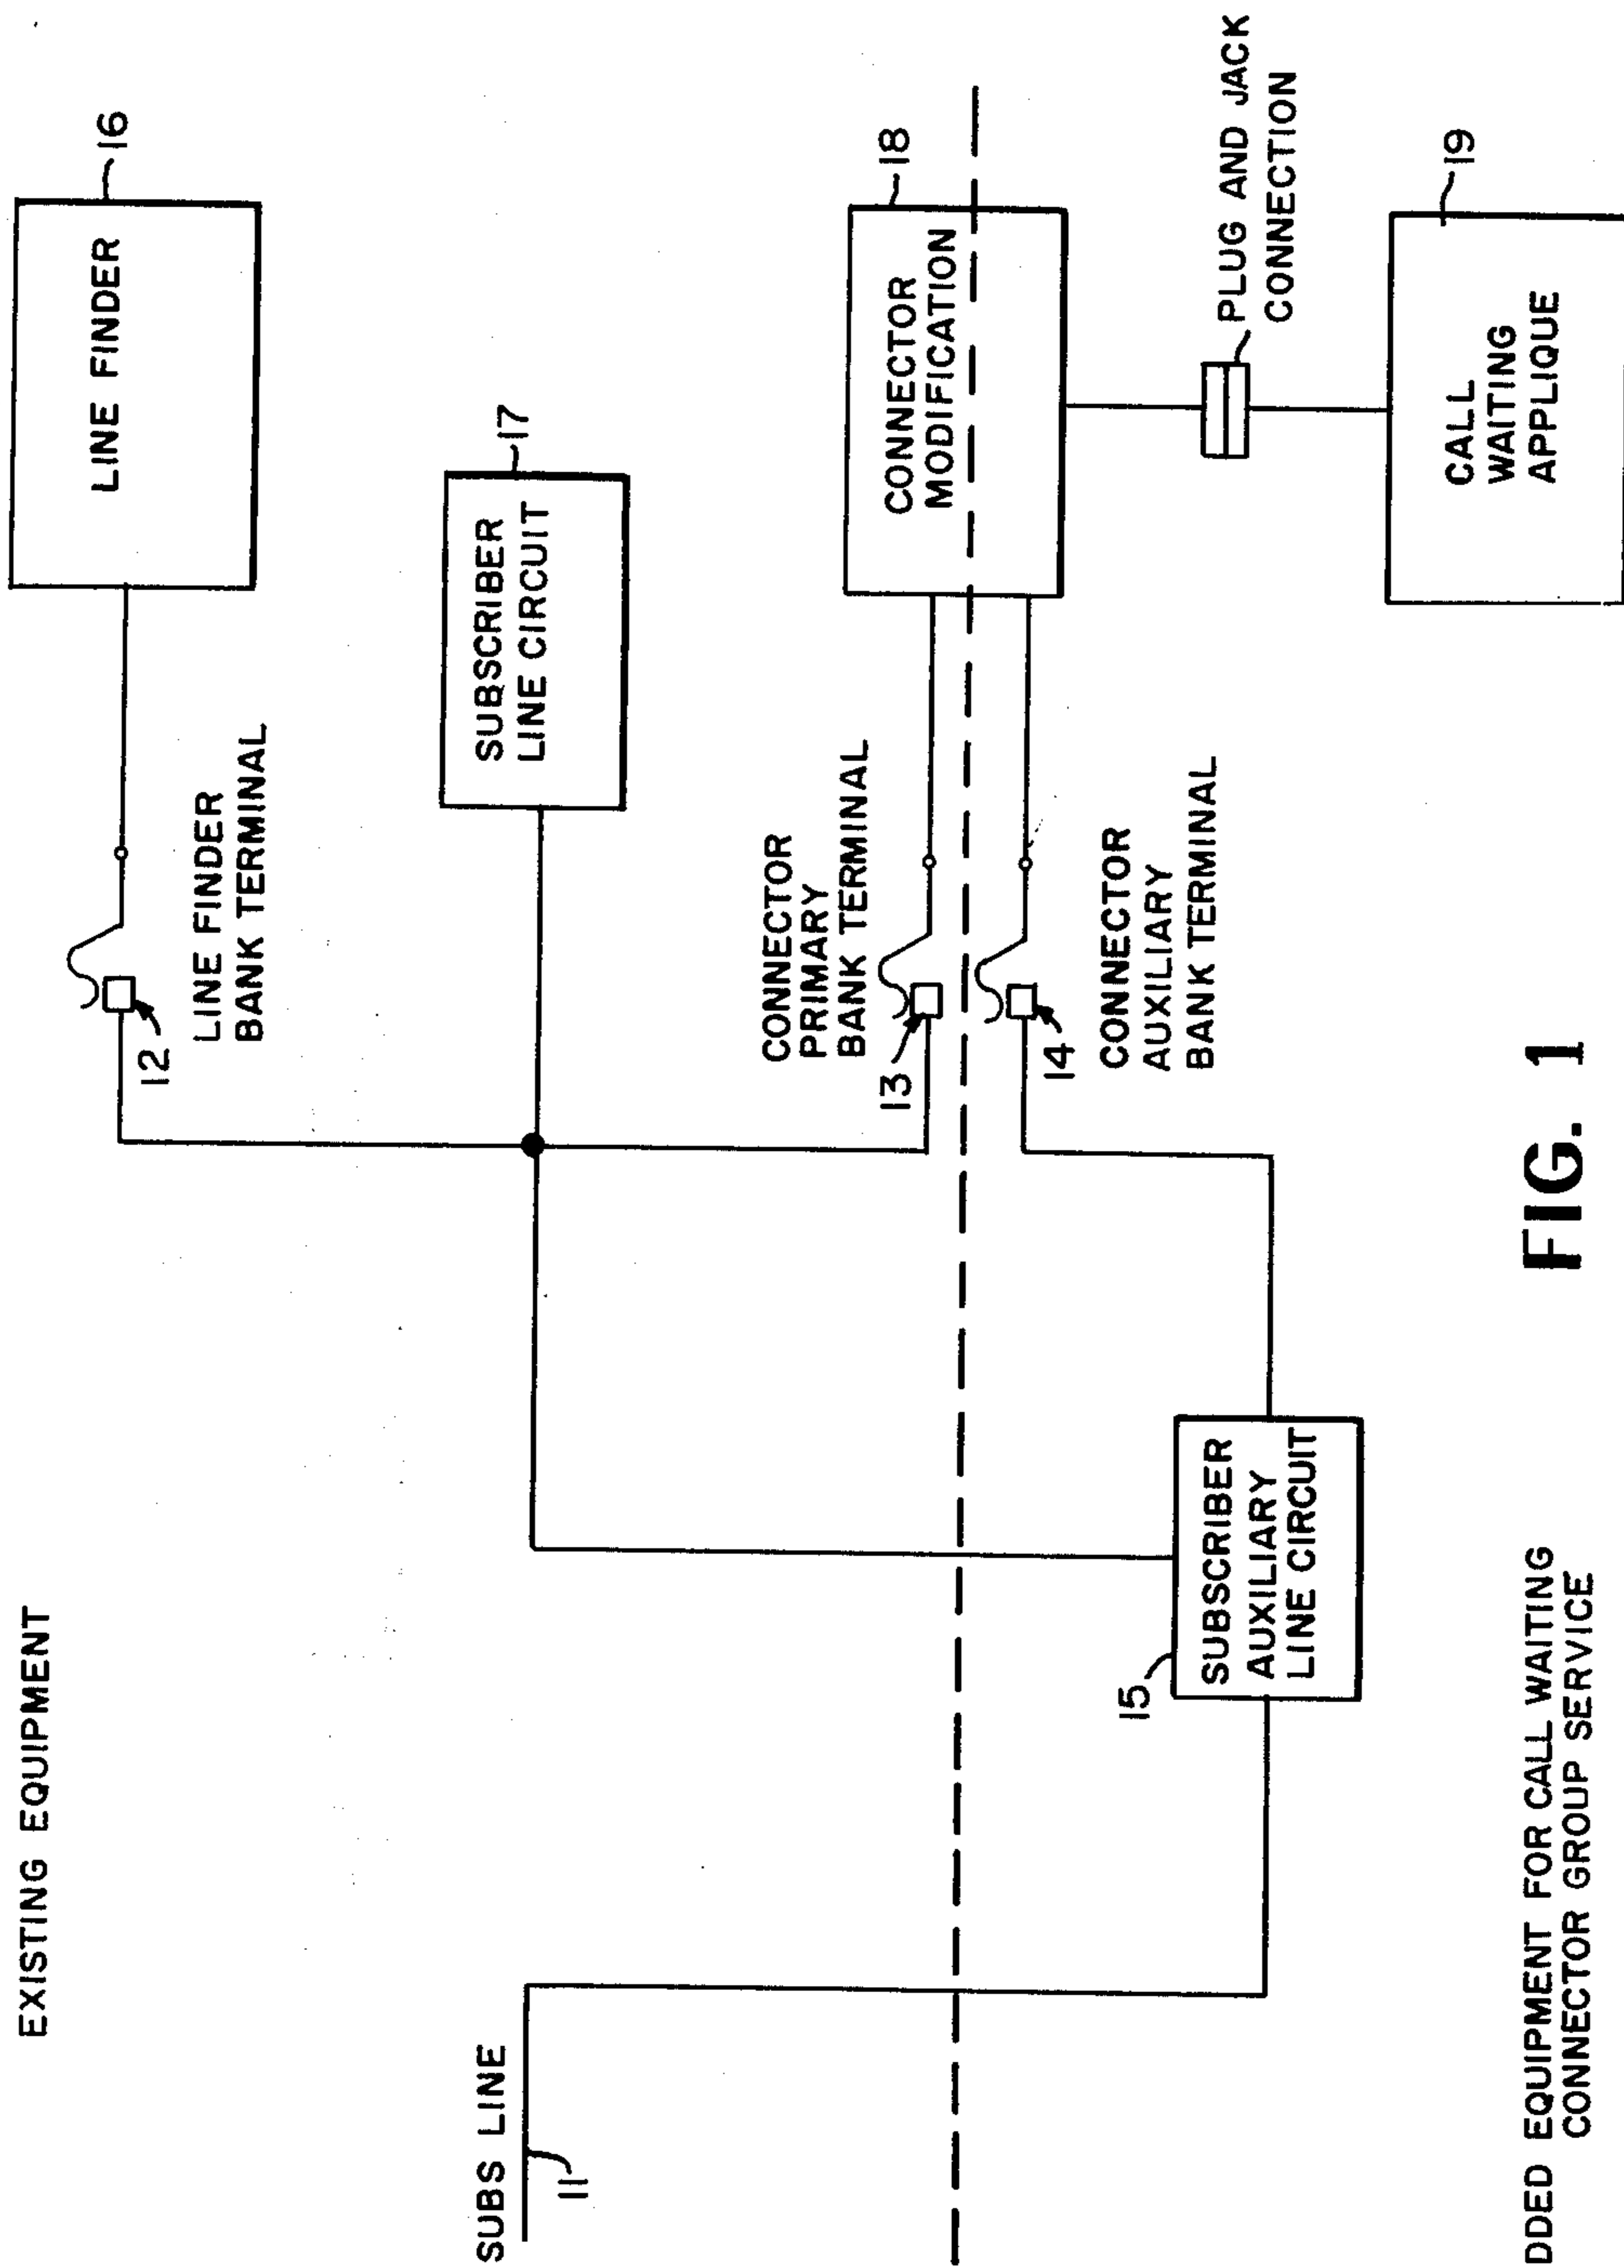 EXISTING EQUIPMENT
SUBS LINE
11
LINE FINDER
16
12
LINE FINDER
BANK TERMINAL
SUBSCRIBER
LINE CIRCUIT
17
CONNECTOR
PRIMARY
BANK TERMINAL
13
14
CONNECTOR
AUXILIARY
BANK TERMINAL
CONNECTOR
MODIFICATION
18
PLUG AND JACK
CONNECTION
15
SUBSCRIBER
AUXILIARY
LINE CIRCUIT
CALL
WAITING
APPLIQUE
19
DDED EQUIPMENT FOR CALL WAITING
CONNECTOR GROUP SERVICE
FIG. 1